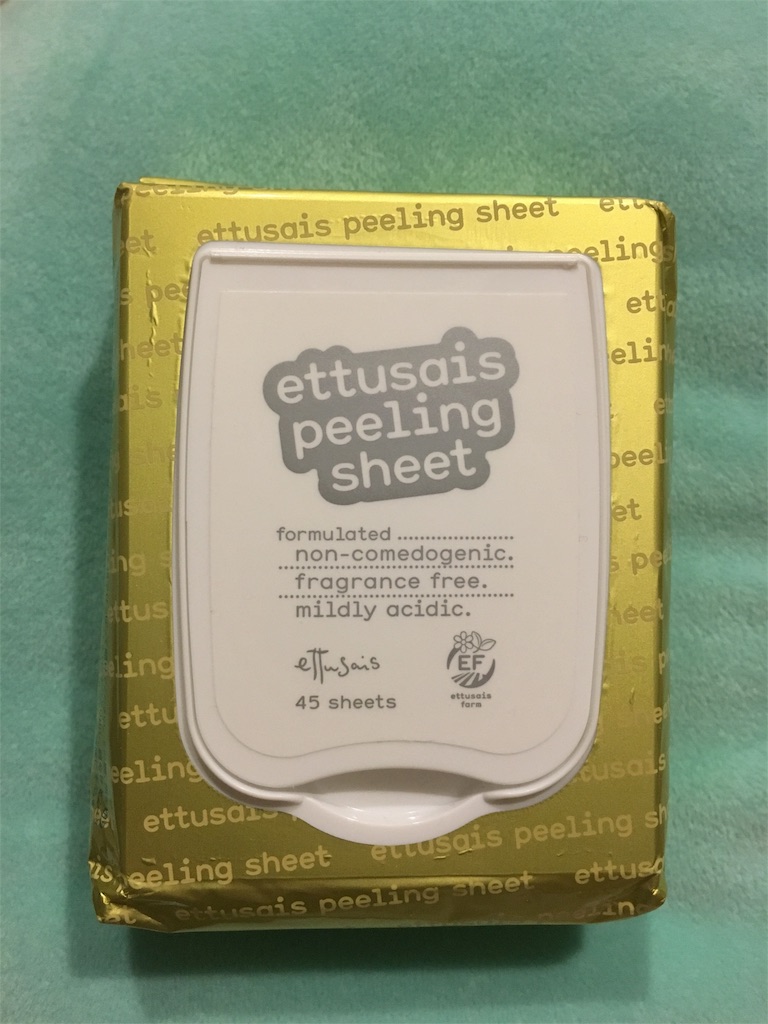 ettusais peeling sheet
ettusais
peeling
sheet
formulated
non-comedogenic.
fragrance free.
mildly acidic.
ettusais
45 sheets
EF
ettusais
farm
ettusais
ettusais peeling sheet
peeling sheet
ettusais peeling sheet